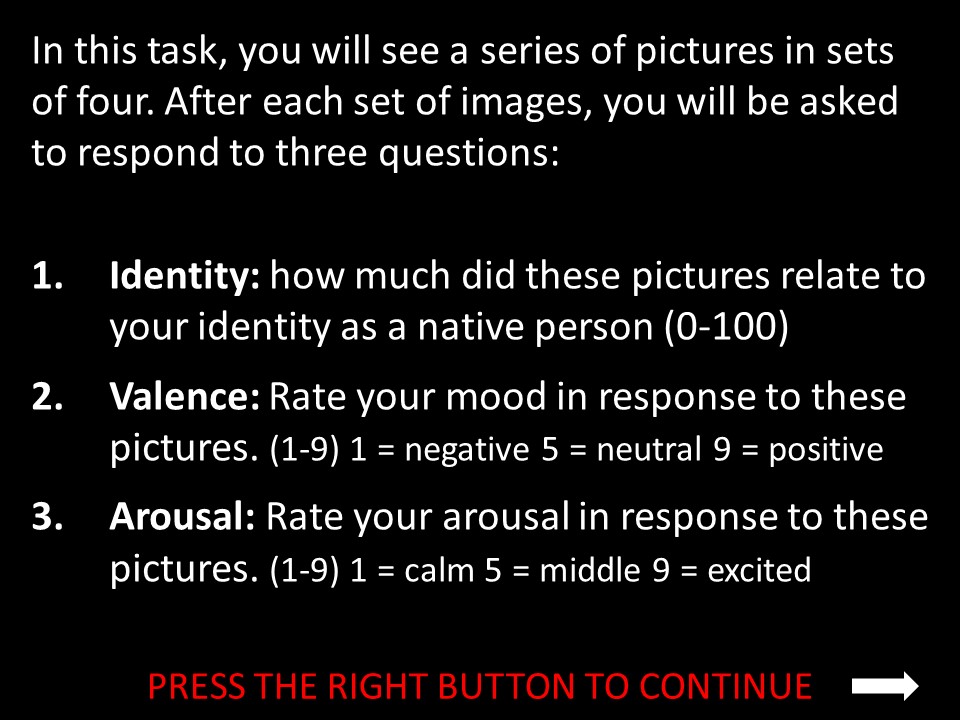 In this task, you will see a series of pictures in sets
of four. After each set of images, you will be asked
to respond to three questions:
1. Identity: how much did these pictures relate to
your identity as a native person (0-100)
2. Valence: Rate your mood in response to these
pictures. (1-9) 1 = negative 5 = neutral 9 = positive
3. Arousal: Rate your arousal in response to these
pictures. (1-9) 1 = calm 5 = middle 9 = excited
PRESS THE RIGHT BUTTON TO CONTINUE